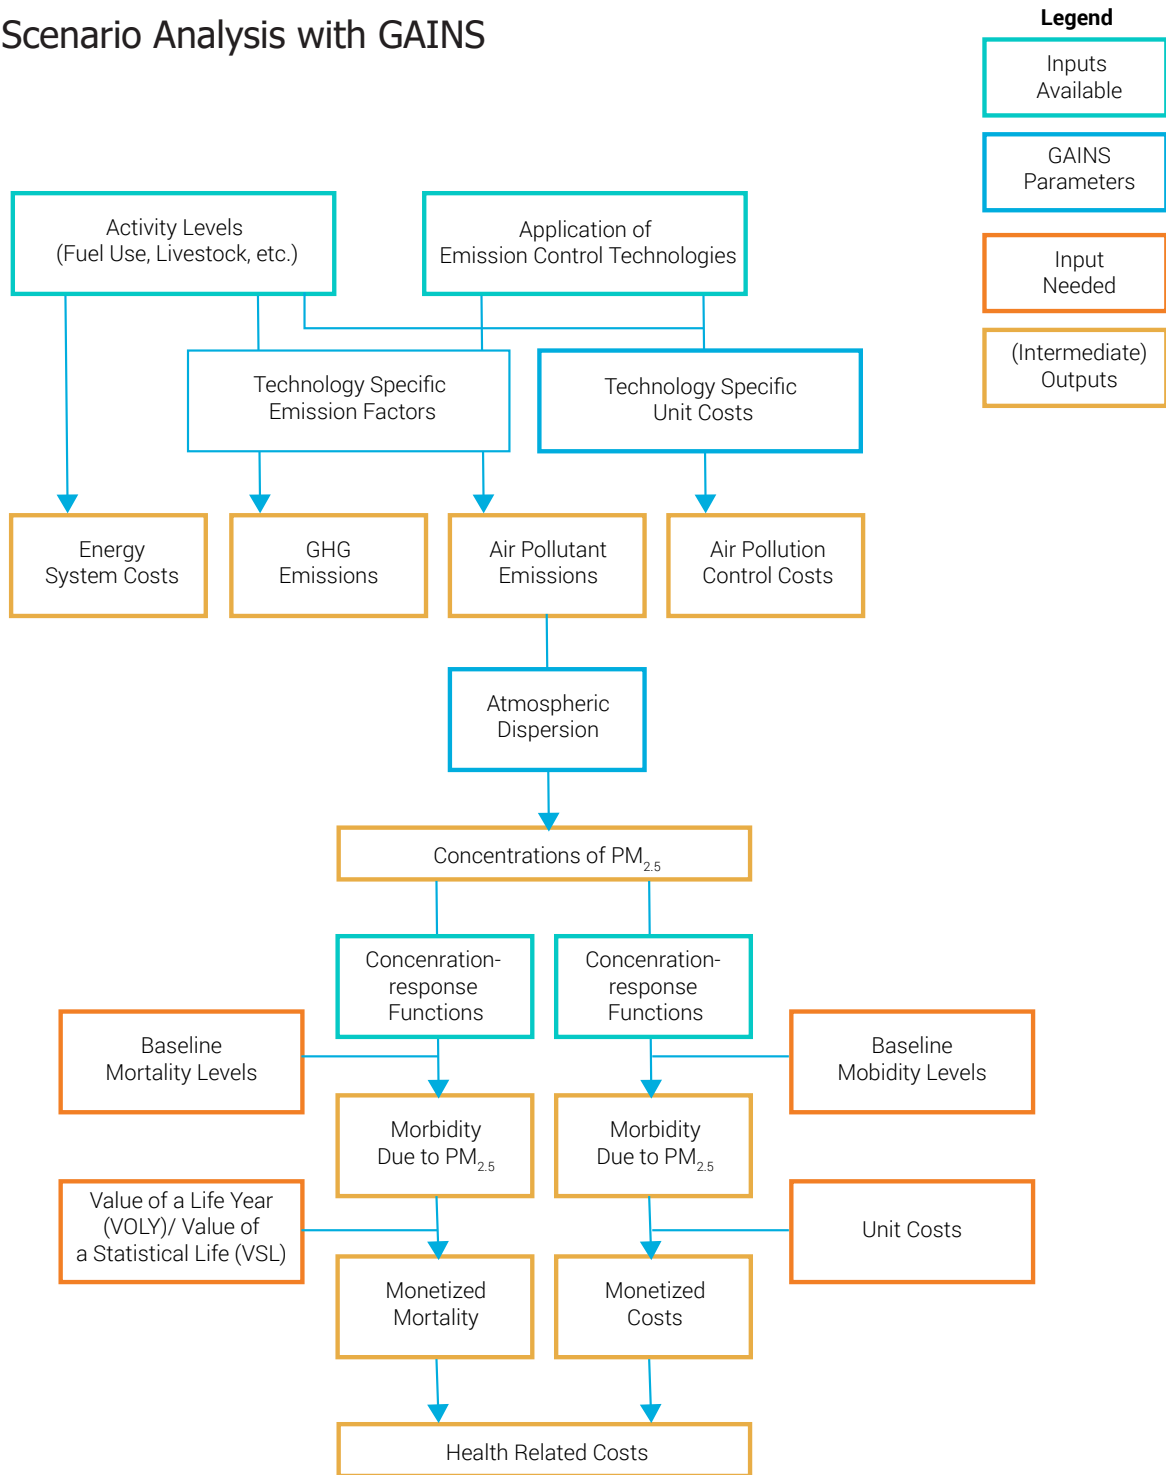 Scenario Analysis with GAINS
Legend
Inputs
Available
GAINS
Parameters
Input
Needed
(Intermediate)
Outputs
Activity Levels
(Fuel Use, Livestock, etc.)
Application of
Emission Control Technologies
Technology Specific
Emission Factors
Technology Specific
Unit Costs
Energy
System Costs
GHG
Emissions
Air Pollutant
Emissions
Air Pollution
Control Costs
Atmospheric
Dispersion
Concentrations of PM2.5
Concenration-
response
Functions
Concenration-
response
Functions
Baseline
Mortality Levels
Baseline
Mobidity Levels
Morbidity
Due to PM2.5
Morbidity
Due to PM2.5
Value of a Life Year
(VOLY)/ Value of
a Statistical Life (VSL)
Unit Costs
Monetized
Mortality
Monetized
Costs
Health Related Costs